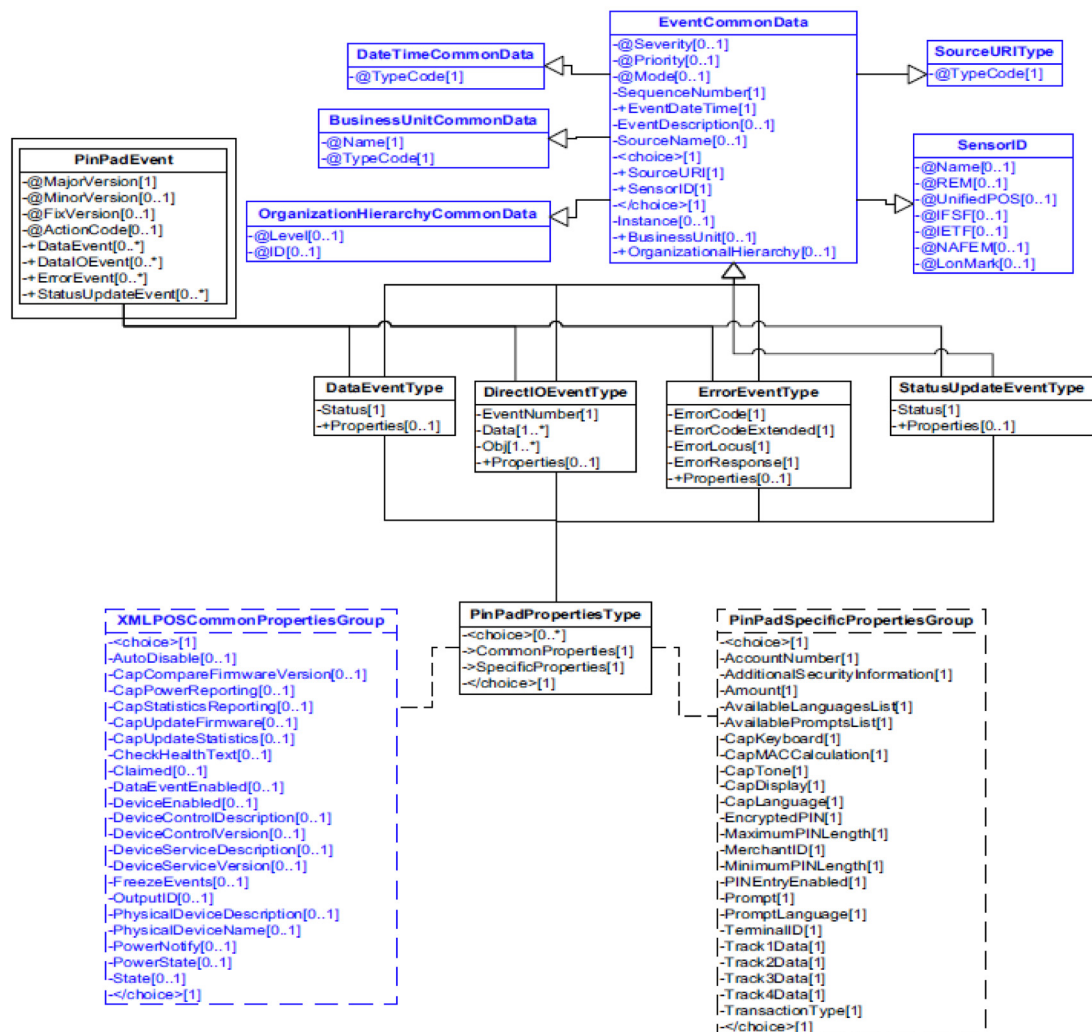 EventCommonData
-@Severity[0..1]
-@Priority[0..1]
-@Mode[0..1]
-SequenceNumber[1]
-+EventDateTime[1]
-EventDescription[0..1]
-SourceName[0..1]
-<choice>[1]
-+SourceURI[1]
-+SensorID[1]
-</choice>[1]
-Instance[0..1]
-+BusinessUnit[0..1]
-+OrganizationalHierarchy[0..1]
DateTimeCommonData
-@TypeCode[1]
SourceURIType
-@TypeCode[1]
BusinessUnitCommonData
-@Name[1]
-@TypeCode[1]
SensorID
-@Name[0..1]
-@REM[0..1]
-@UnifiedPOS[0..1]
-@IFSF[0..1]
-@IETF[0..1]
-@NAFEM[0..1]
-@LonMark[0..1]
PinPadEvent
-@MajorVersion[1]
-@MinorVersion[0..1]
-@FixVersion[0..1]
-@ActionCode[0..1]
-+DataEvent[0..*]
-+DataIOEvent[0..*]
-+ErrorEvent[0..*]
-+StatusUpdateEvent[0..*]
OrganizationHierarchyCommonData
-@Level[0..1]
-@ID[0..1]
DataEventType
-Status[1]
-+Properties[0..1]
DirectIOEventType
-EventNumber[1]
-Data[1..*]
-Obj[1..*]
-+Properties[0..1]
ErrorEventType
-ErrorCode[1]
-ErrorCodeExtended[1]
-ErrorLocus[1]
-ErrorResponse[1]
-+Properties[0..1]
StatusUpdateEventType
-Status[1]
-+Properties[0..1]
XMLPOSCommonPropertiesGroup
-<choice>[1]
-AutoDisable[0..1]
-CapCompareFirmwareVersion[0..1]
-CapPowerReporting[0..1]
-CapStatisticsReporting[0..1]
-CapUpdateFirmware[0..1]
-CapUpdateStatistics[0..1]
-CheckHealthText[0..1]
-Claimed[0..1]
-DataEventEnabled[0..1]
-DeviceEnabled[0..1]
-DeviceControlDescription[0..1]
-DeviceControlVersion[0..1]
-DeviceServiceDescription[0..1]
-DeviceServiceVersion[0..1]
-FreezeEvents[0..1]
-OutputID[0..1]
-PhysicalDeviceDescription[0..1]
-PhysicalDeviceName[0..1]
-PowerNotify[0..1]
-PowerState[0..1]
-State[0..1]
-</choice>[1]
PinPadPropertiesType
-<choice>[0..*]
->CommonProperties[1]
->SpecificProperties[1]
-</choice>[1]
PinPadSpecificPropertiesGroup
-<choice>[1]
-AccountNumber[1]
-AdditionalSecurityInformation[1]
-Amount[1]
-AvailableLanguagesList[1]
-AvailablePromptsList[1]
-CapKeyboard[1]
-CapMACCalculation[1]
-CapTone[1]
-CapDisplay[1]
-CapLanguage[1]
-EncryptedPIN[1]
-MaximumPINLength[1]
-MerchantID[1]
-MinimumPINLength[1]
-PINEntryEnabled[1]
-Prompt[1]
-PromptLanguage[1]
-TerminalID[1]
-Track1Data[1]
-Track2Data[1]
-Track3Data[1]
-Track4Data[1]
-TransactionType[1]
-</choice>[1]